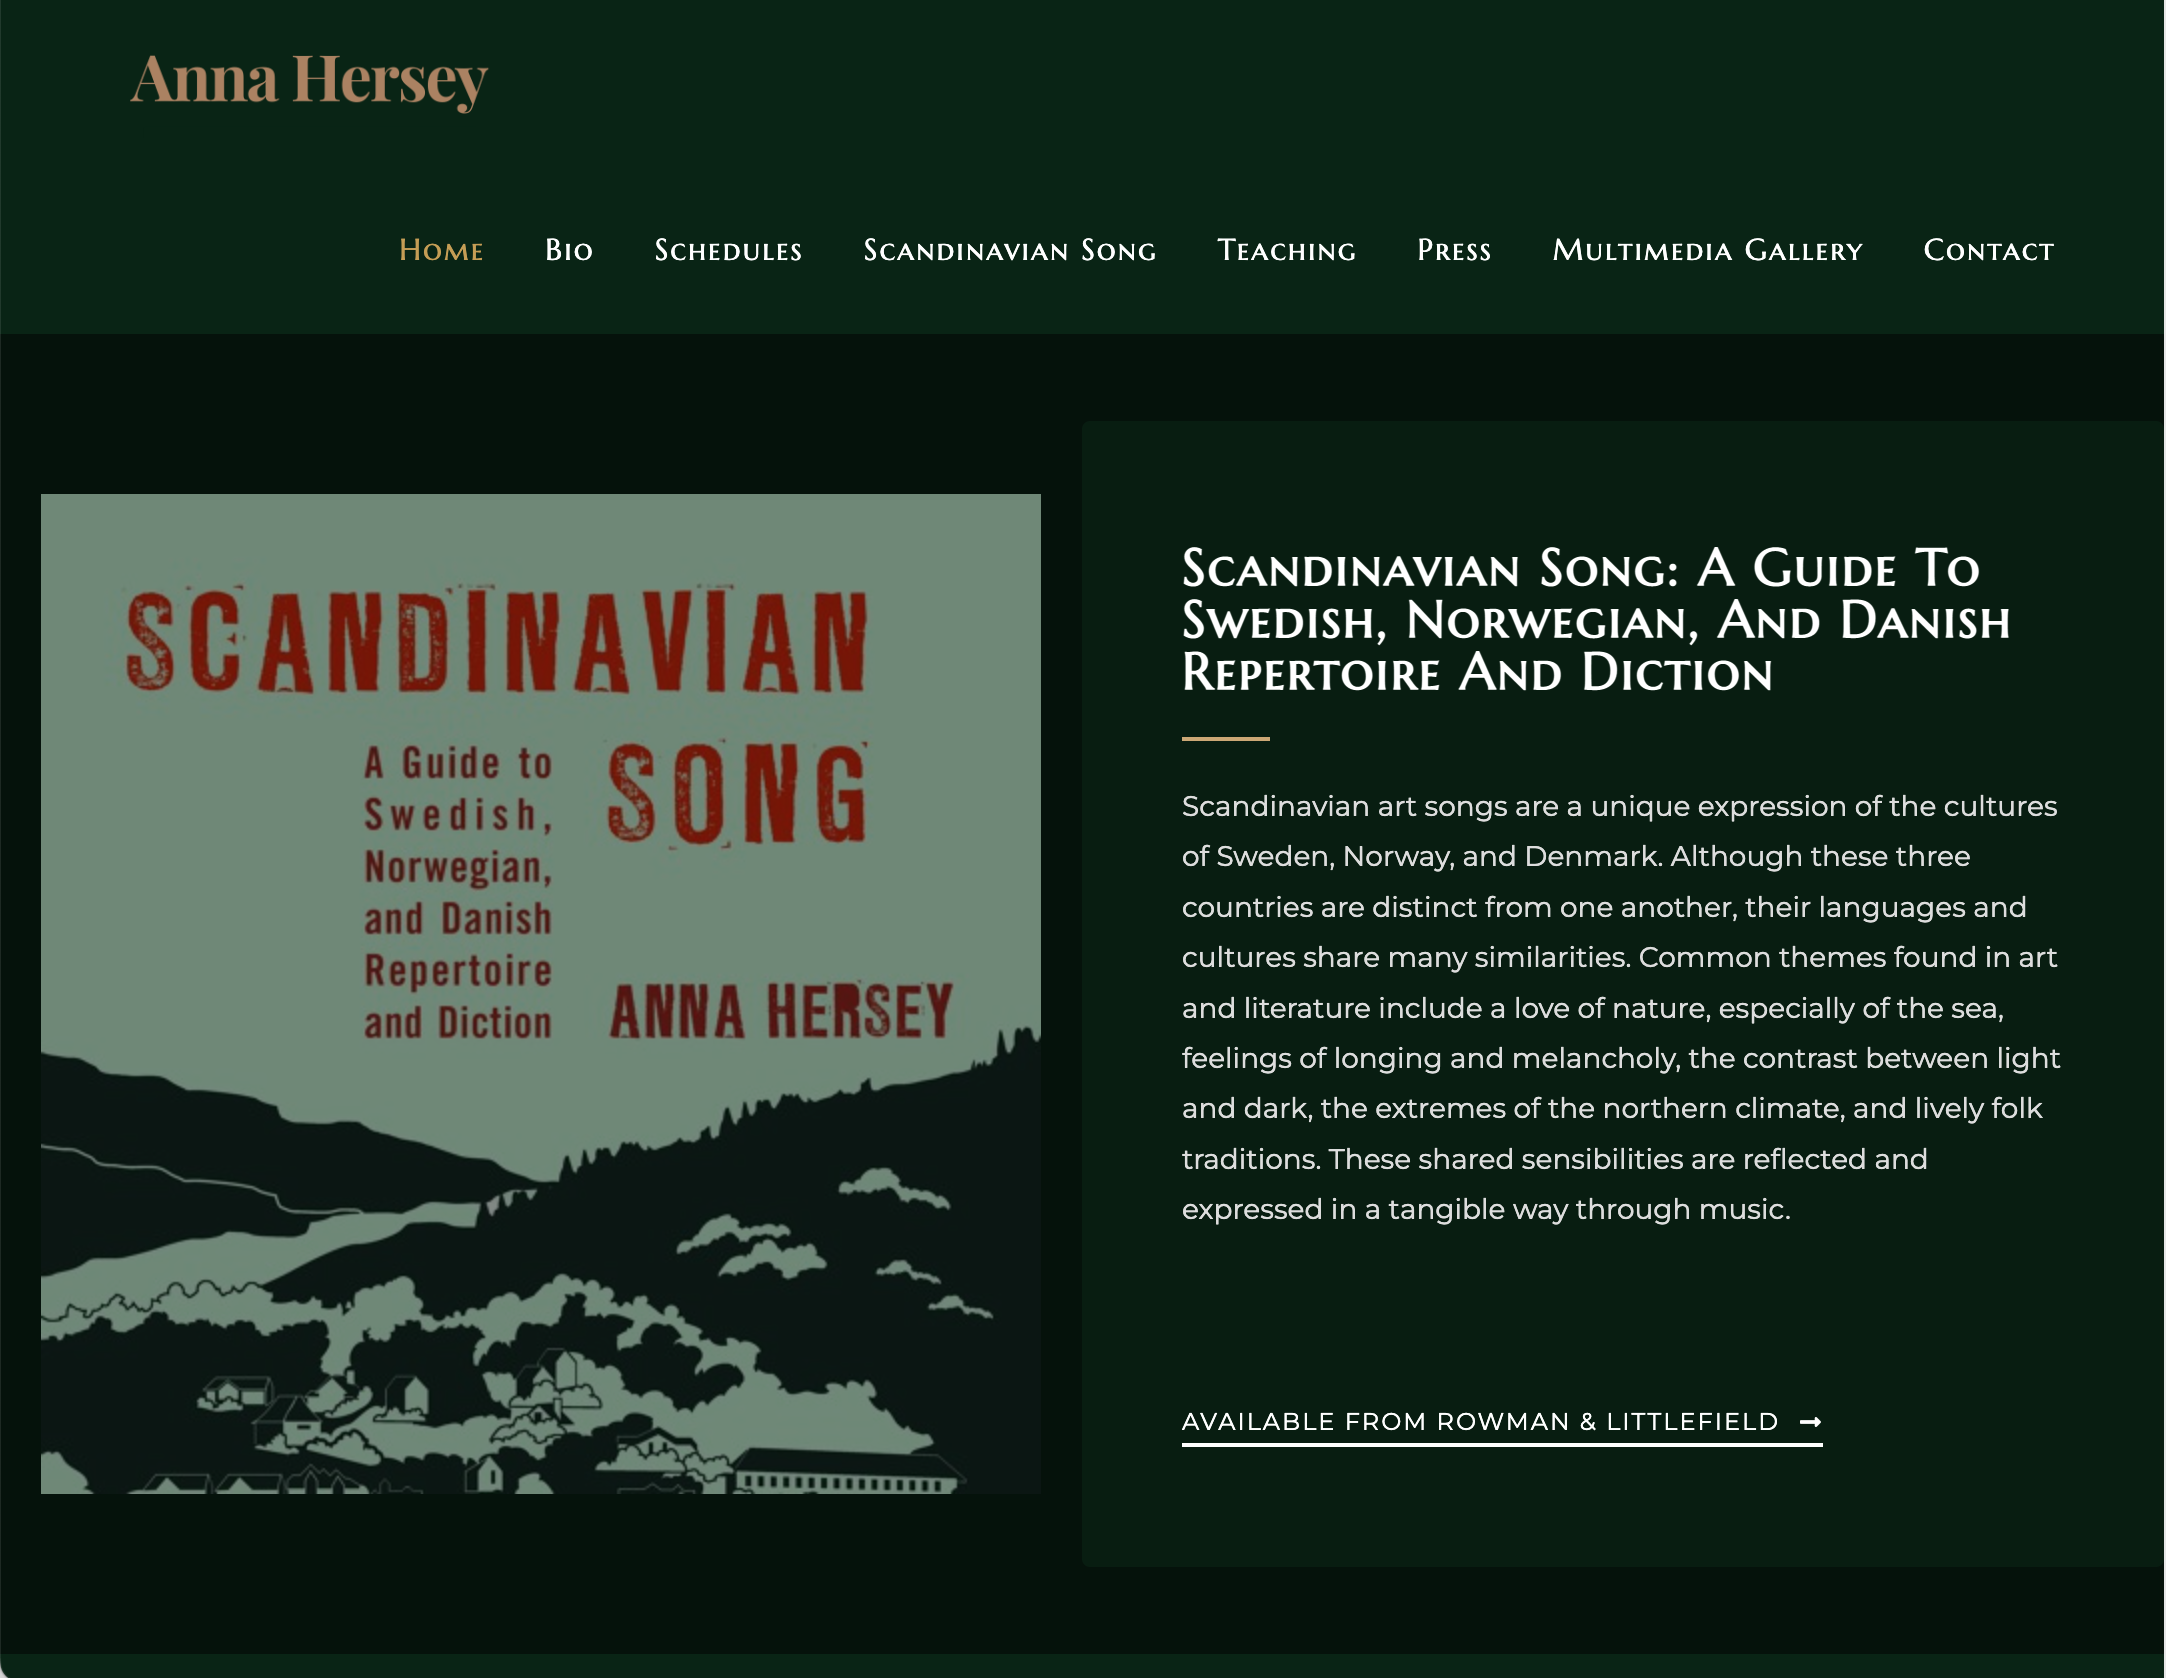 Anna Hersey
Home Bio Schedules Scandinavian Song Teaching Press Multimedia Gallery Contact
SCANDINAVIAN
SONG
A Guide to
Swedish,
Norwegian,
and Danish
Repertoire
and Diction
ANNA HERSEY
Scandinavian Song: A Guide To
Swedish, Norwegian, And Danish
Repertoire And Diction
Scandinavian art songs are a unique expression of the cultures
of Sweden, Norway, and Denmark. Although these three
countries are distinct from one another, their languages and
cultures share many similarities. Common themes found in art
and literature include a love of nature, especially of the sea,
feelings of longing and melancholy, the contrast between light
and dark, the extremes of the northern climate, and lively folk
traditions. These shared sensibilities are reflected and
expressed in a tangible way through music.
AVAILABLE FROM ROWMAN & LITTLEFIELD →